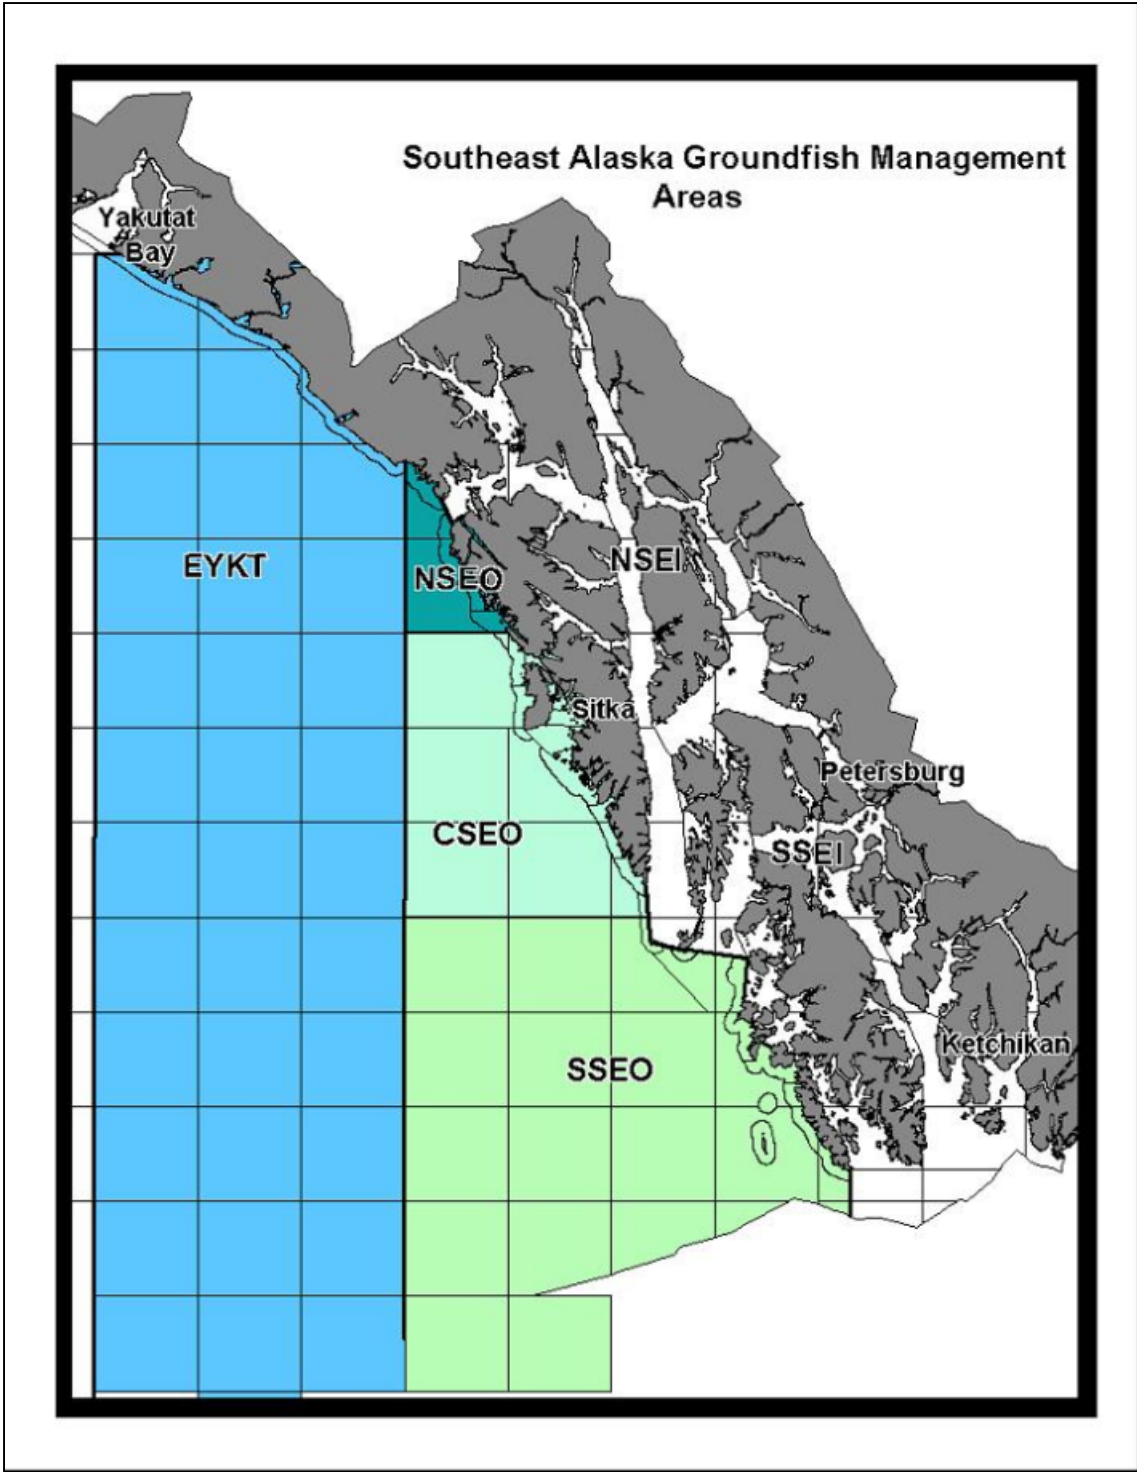 Southeast Alaska Groundfish Management
Areas
Yakutat
Bay
EYKT
NSEO
NSEI
Sitka
Petersburg
CSEO
SSEI
Ketchikan
SSEO